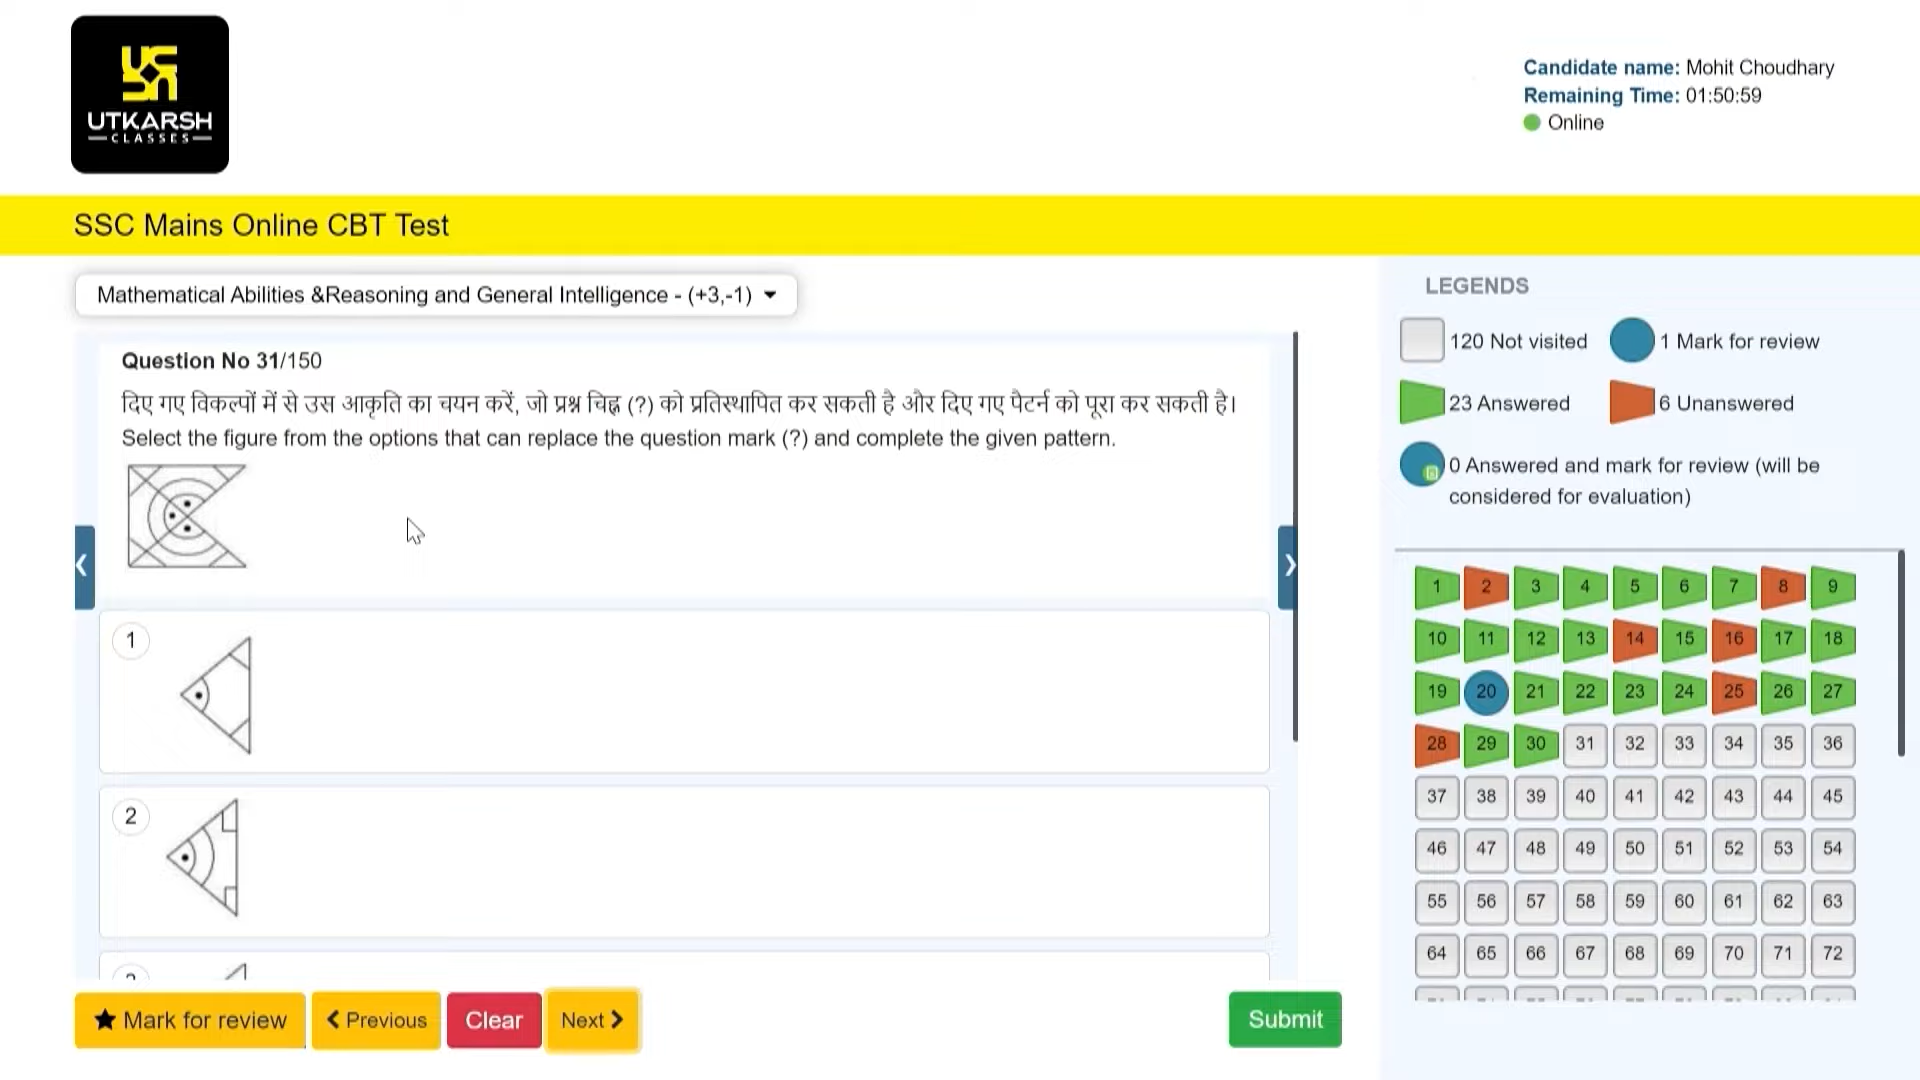 UTKARSH
CLASSES
Candidate name: Mohit Choudhary
Remaining Time: 01:50:59
Online
SSC Mains Online CBT Test
Mathematical Abilities &Reasoning and General Intelligence - (+3,-1)
Question No 31/150
दिए गए विकल्पों में से उस आकृति का चयन करें, जो प्रश्न चिह्न (?) को प्रतिस्थापित कर सकती है और दिए गए पैटर्न को पूरा कर सकती है।
Select the figure from the options that can replace the question mark (?) and complete the given pattern.
1
2
Mark for review
Previous
Clear
Next
Submit
LEGENDS
120 Not visited
1 Mark for review
23 Answered
6 Unanswered
0 Answered and mark for review (will be
considered for evaluation)
1 2 3 4 5 6 7 8 9
10 11 12 13 14 15 16 17 18
19 20 21 22 23 24 25 26 27
28 29 30 31 32 33 34 35 36
37 38 39 40 41 42 43 44 45
46 47 48 49 50 51 52 53 54
55 56 57 58 59 60 61 62 63
64 65 66 67 68 69 70 71 72